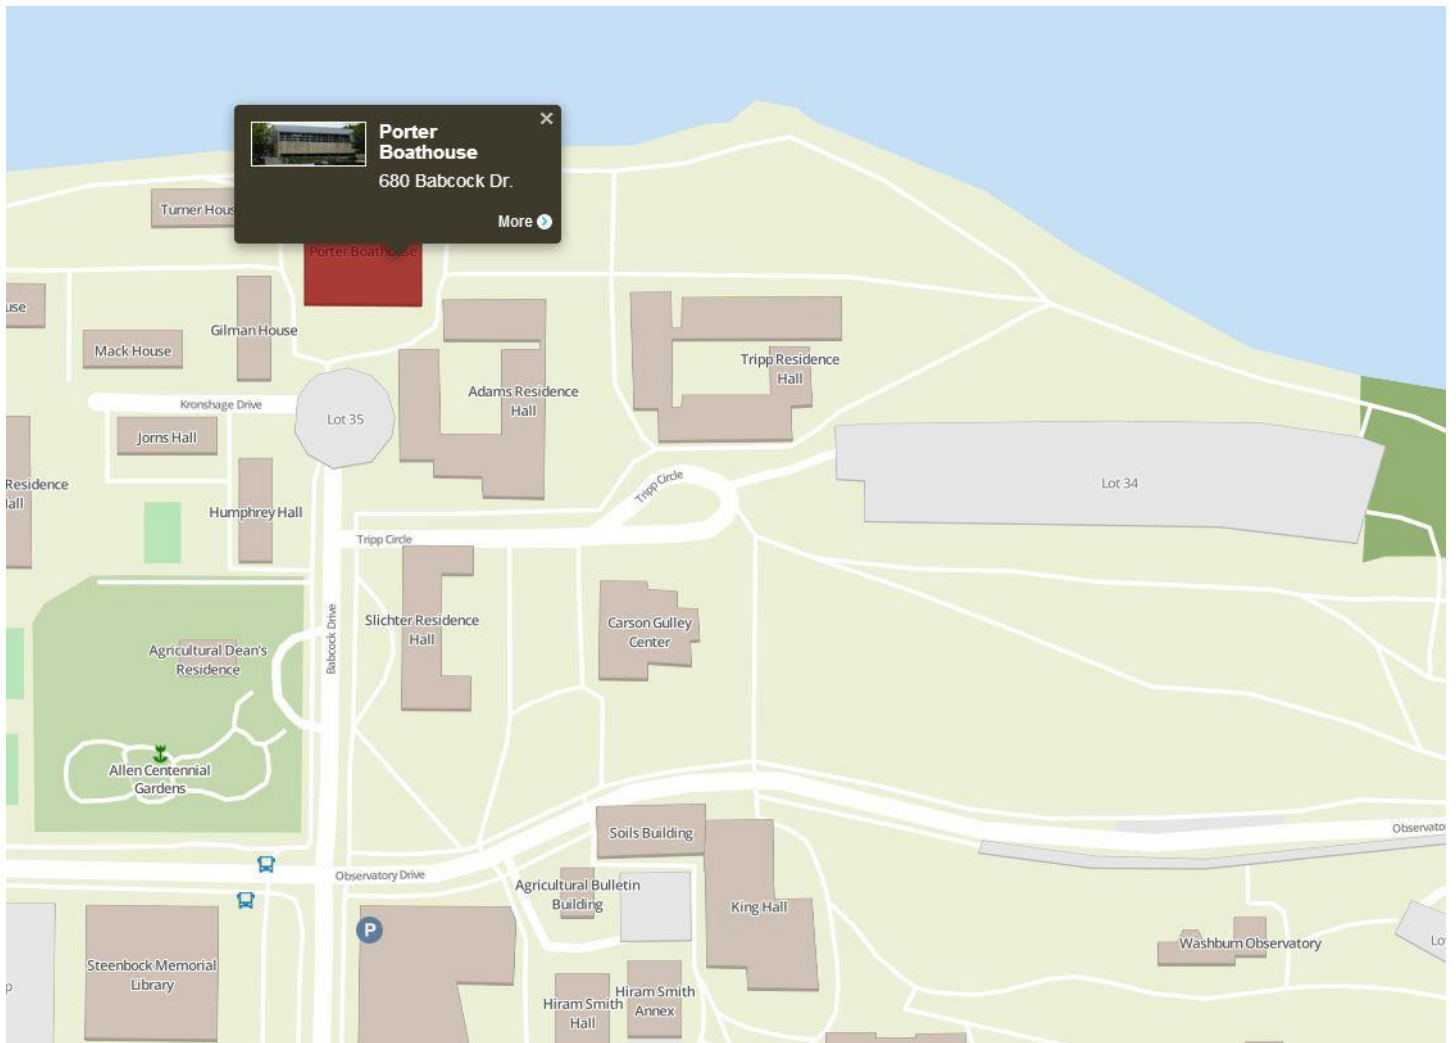 Porter
Boathouse
680 Babcock Dr.
More
Turner Hous
Porter Boathouse
use
Gilman House
Mack House
Tripp Residence
Hall
Adams Residence
Hall
Kronshage Drive
Lot 35
Jorns Hall
Residence
Hall
Tripp Circle
Lot 34
Humphrey Hall
Tripp Circle
Babcock Drive
Slichter Residence
Hall
Carson Gulley
Center
Agricultural Dean's
Residence
Allen Centennial
Gardens
Soils Building
Observato
Observatory Drive
Agricultural Bulletin
Building
King Hall
P
Washburn Observatory
Lo
Steenbock Memorial
Library
p
Hiram Smith
Hall
Hiram Smith
Annex